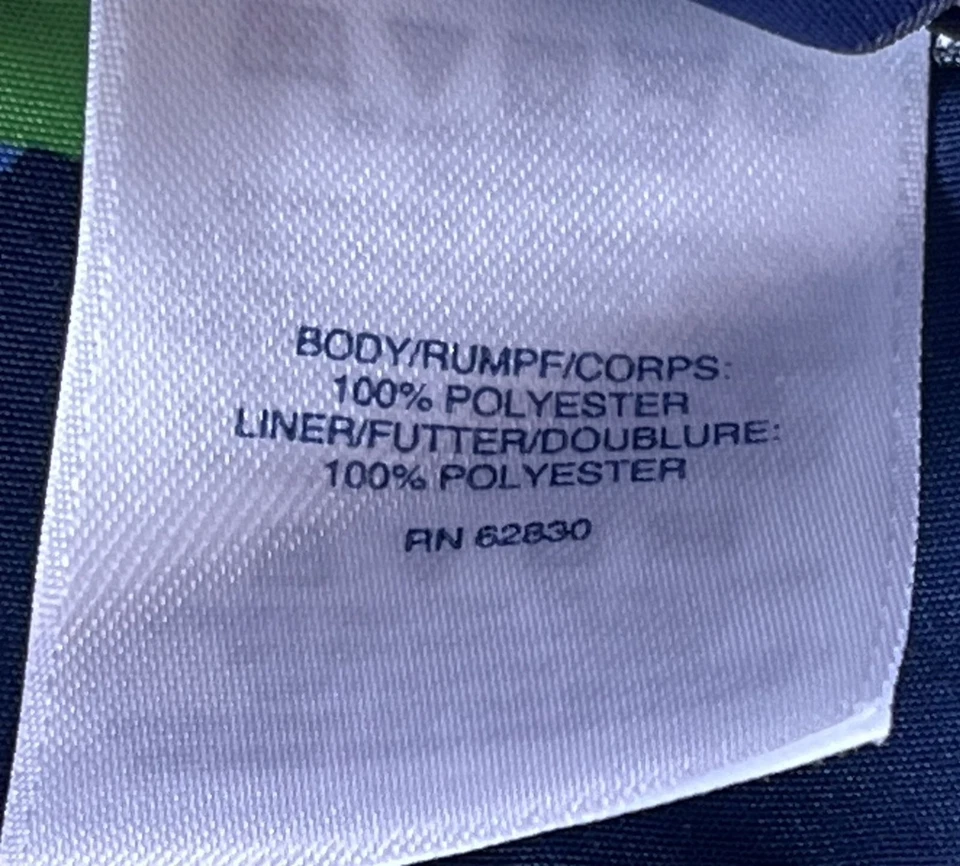 BODY/RUMPF/CORPS:
100% POLYESTER
LINER/FUTTER/DOUBLURE:
100% POLYESTER
RN 62830